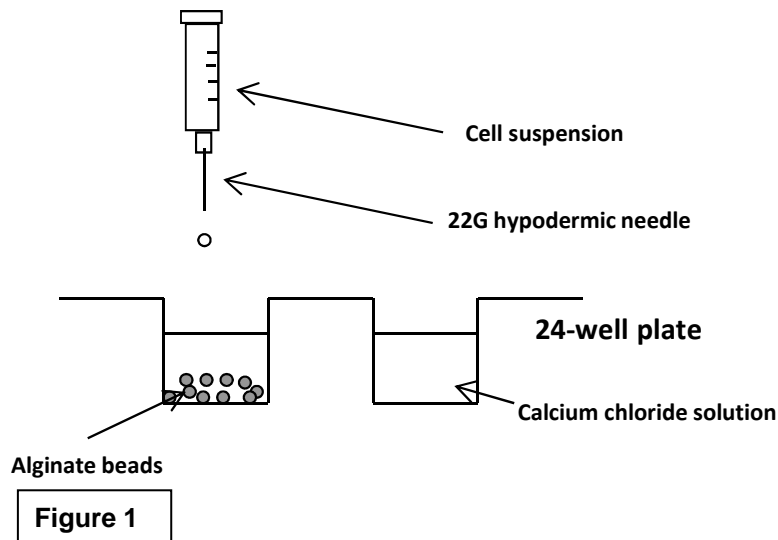 Cell suspension
22G hypodermic needle
24-well plate
Calcium chloride solution
Alginate beads
Figure 1